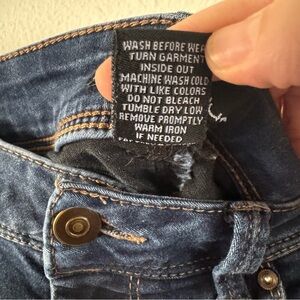 WASH BEFORE WEA
TURN GARMENT
INSIDE OUT
MACHINE WASH COLD
WITH LIKE COLORS
DO NOT BLEACH
TUMBLE DRY LOW
REMOVE PROMPTLY
WARM IRON
IF NEEDED